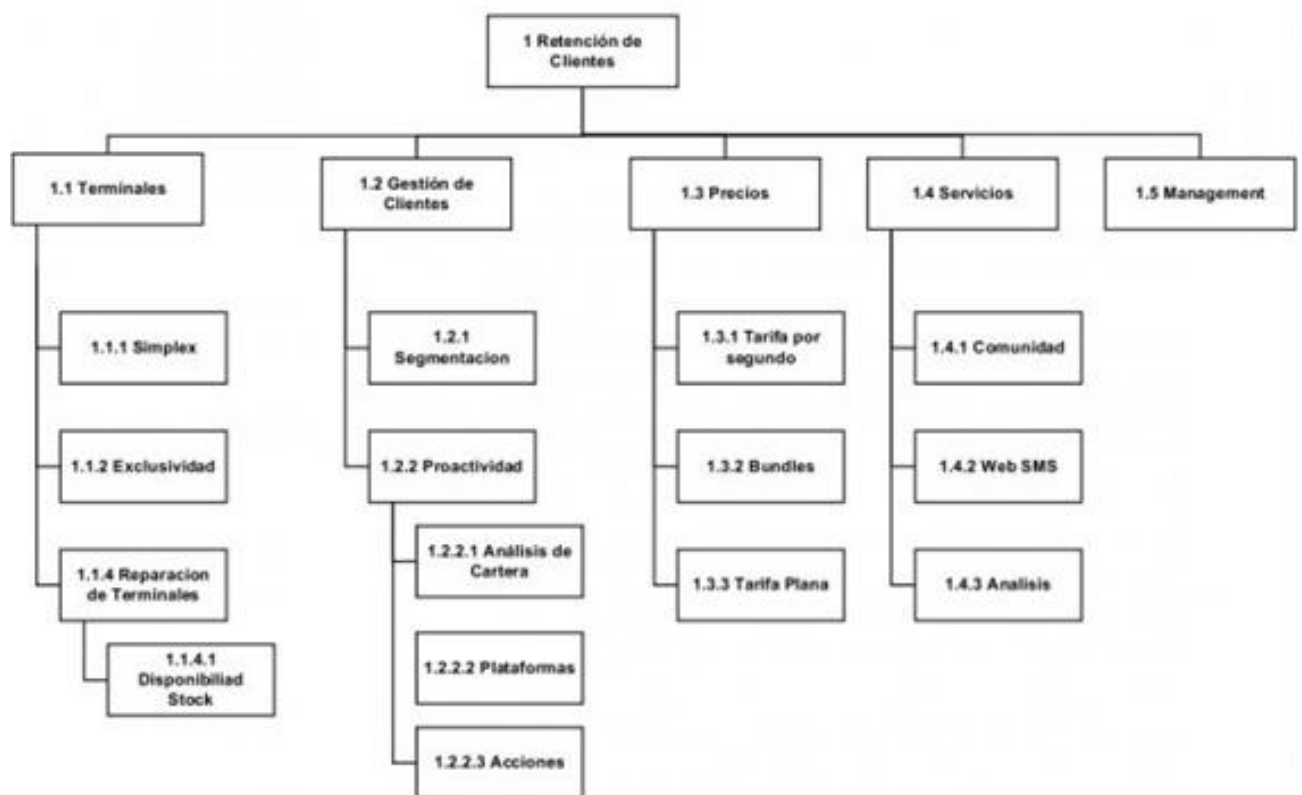 1 Retención de
Clientes
1.1 Terminales
1.2 Gestión de
Clientes
1.3 Precios
1.4 Servicios
1.5 Management
1.1.1 Simplex
1.2.1
Segmentacion
1.3.1 Tarifa por
segundo
1.4.1 Comunidad
1.1.2 Exclusividad
1.2.2 Proactividad
1.3.2 Bundles
1.4.2 Web SMS
1.1.4 Reparacion
de Terminales
1.2.2.1 Análisis de
Cartera
1.3.3 Tarifa Plana
1.4.3 Analisis
1.1.4.1
Disponibiliad
Stock
1.2.2.2 Plataformas
1.2.2.3 Acciones